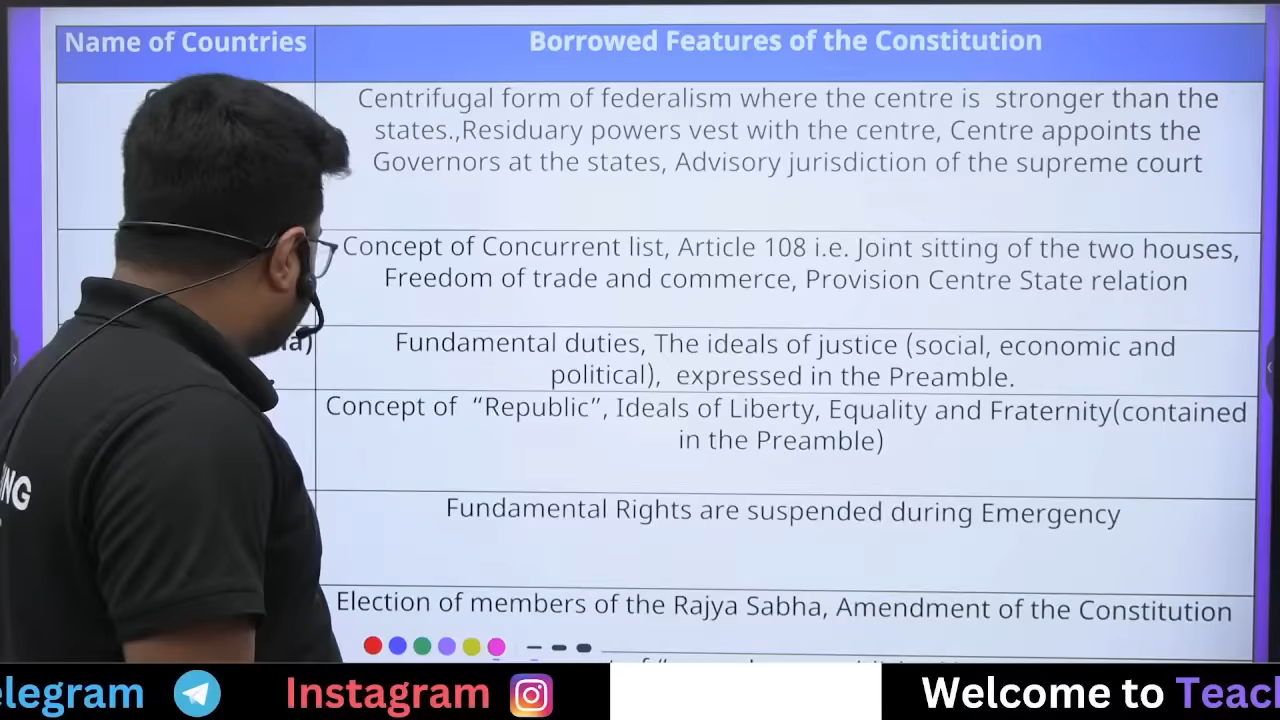 Name of Countries
Borrowed Features of the Constitution
Centrifugal form of federalism where the centre is stronger than the
states.,Residuary powers vest with the centre, Centre appoints the
Governors at the states, Advisory jurisdiction of the supreme court
Concept of Concurrent list, Article 108 i.e. Joint sitting of the two houses,
Freedom of trade and commerce, Provision Centre State relation
Fundamental duties, The ideals of justice (social, economic and
political), expressed in the Preamble.
Concept of “Republic”, Ideals of Liberty, Equality and Fraternity(contained
in the Preamble)
Fundamental Rights are suspended during Emergency
Election of members of the Rajya Sabha, Amendment of the Constitution
elegram
Instagram
Welcome to Teach